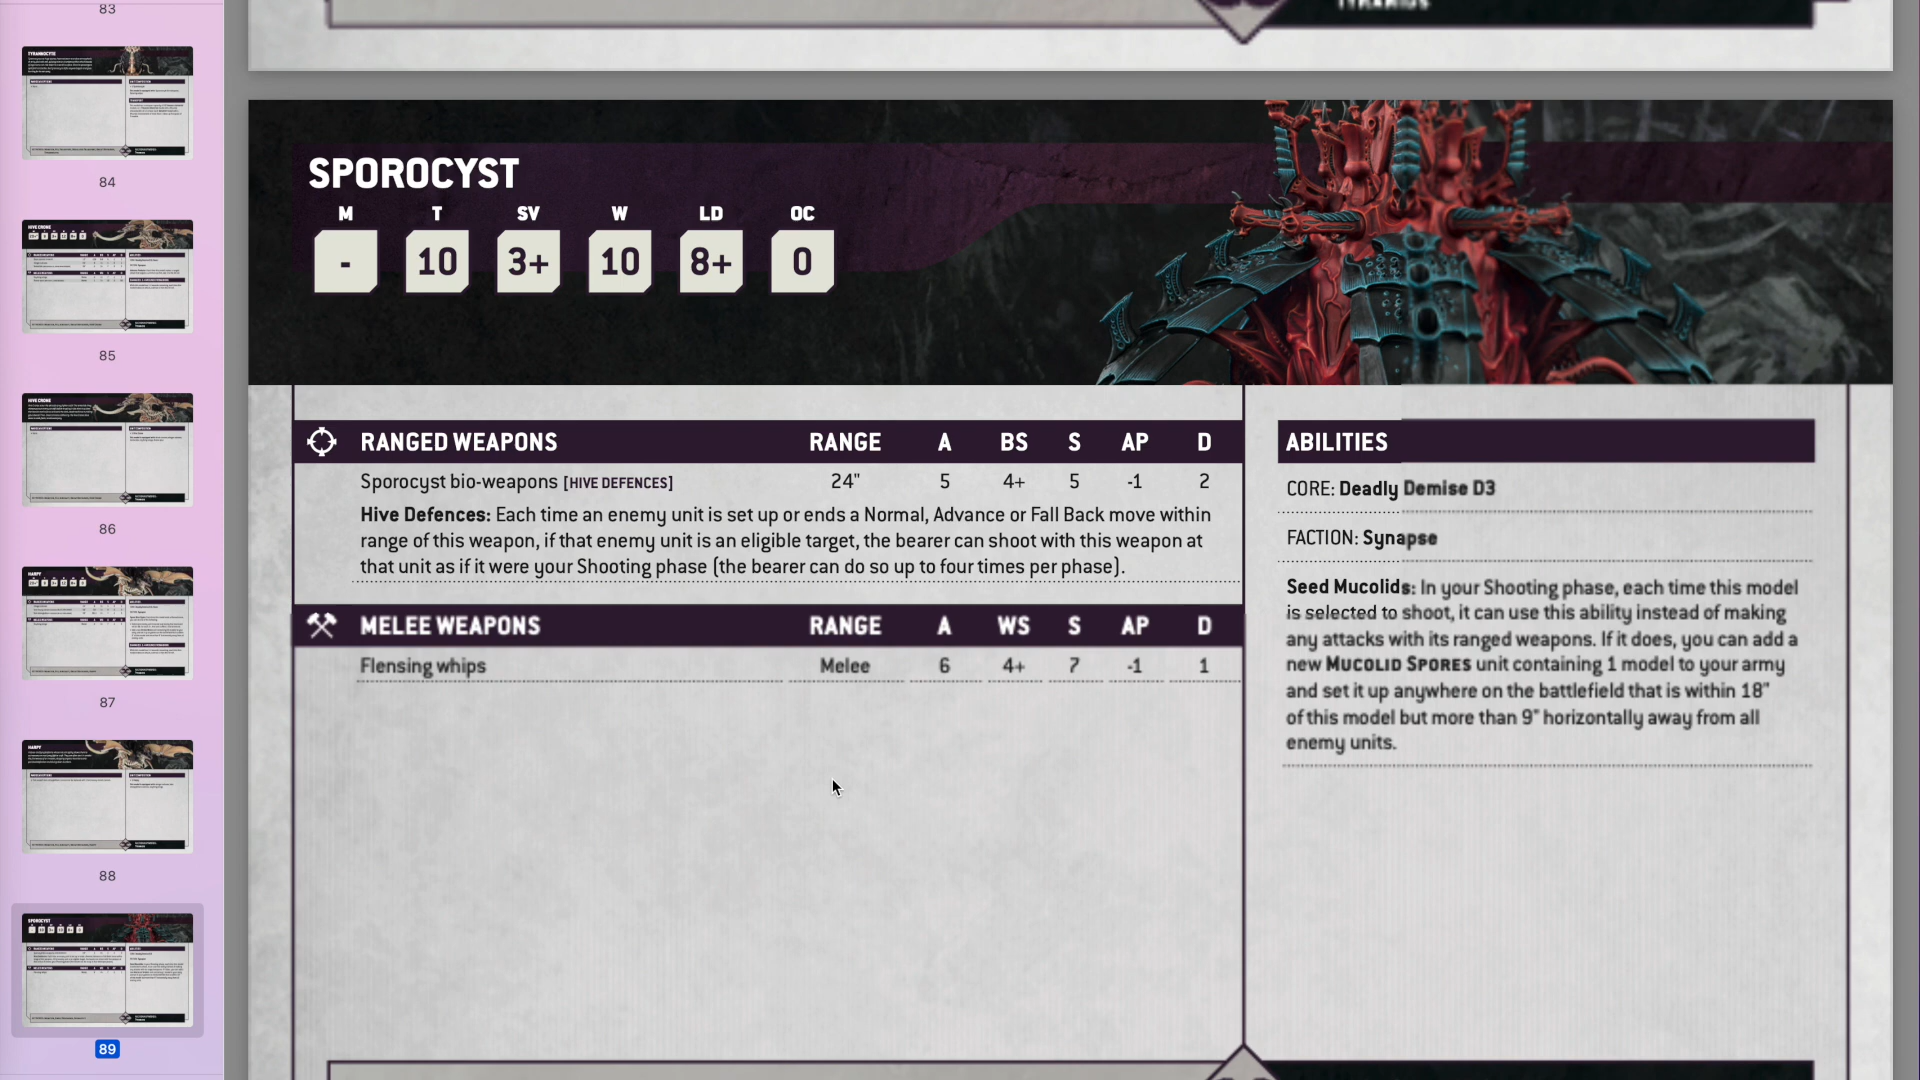 83
TYRANNOCYTE
84
HIVE CRONE
85
HIVE CRONE
86
HARPY
87
HARPY
88
SPOROCYST
89
TYRANIDS
SPOROCYST
M T SV W LD OC
- 10 3+ 10 8+ 0
RANGED WEAPONS RANGE A BS S AP D
Sporocyst bio-weapons [HIVE DEFENCES] 24" 5 4+ 5 -1 2
Hive Defences: Each time an enemy unit is set up or ends a Normal, Advance or Fall Back move within
range of this weapon, if that enemy unit is an eligible target, the bearer can shoot with this weapon at
that unit as if it were your Shooting phase (the bearer can do so up to four times per phase).
MELEE WEAPONS RANGE A WS S AP D
Flensing whips Melee 6 4+ 7 -1 1
ABILITIES
CORE: Deadly Demise D3
FACTION: Synapse
Seed Mucolids: In your Shooting phase, each time this model
is selected to shoot, it can use this ability instead of making
any attacks with its ranged weapons. If it does, you can add a
new MUCOLID SPORES unit containing 1 model to your army
and set it up anywhere on the battlefield that is within 18"
of this model but more than 9" horizontally away from all
enemy units.